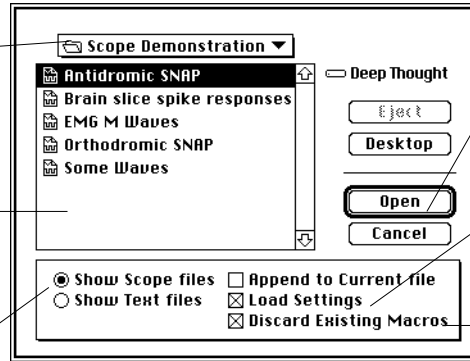 Scope Demonstration
Antidromic SNAP
Brain slice spike responses
EMG M Waves
Orthodromic SNAP
Some Waves
Deep Thought
Eject
Desktop
Open
Cancel
Show Scope files
Show Text files
Append to Current file
Load Settings
Discard Existing Macros